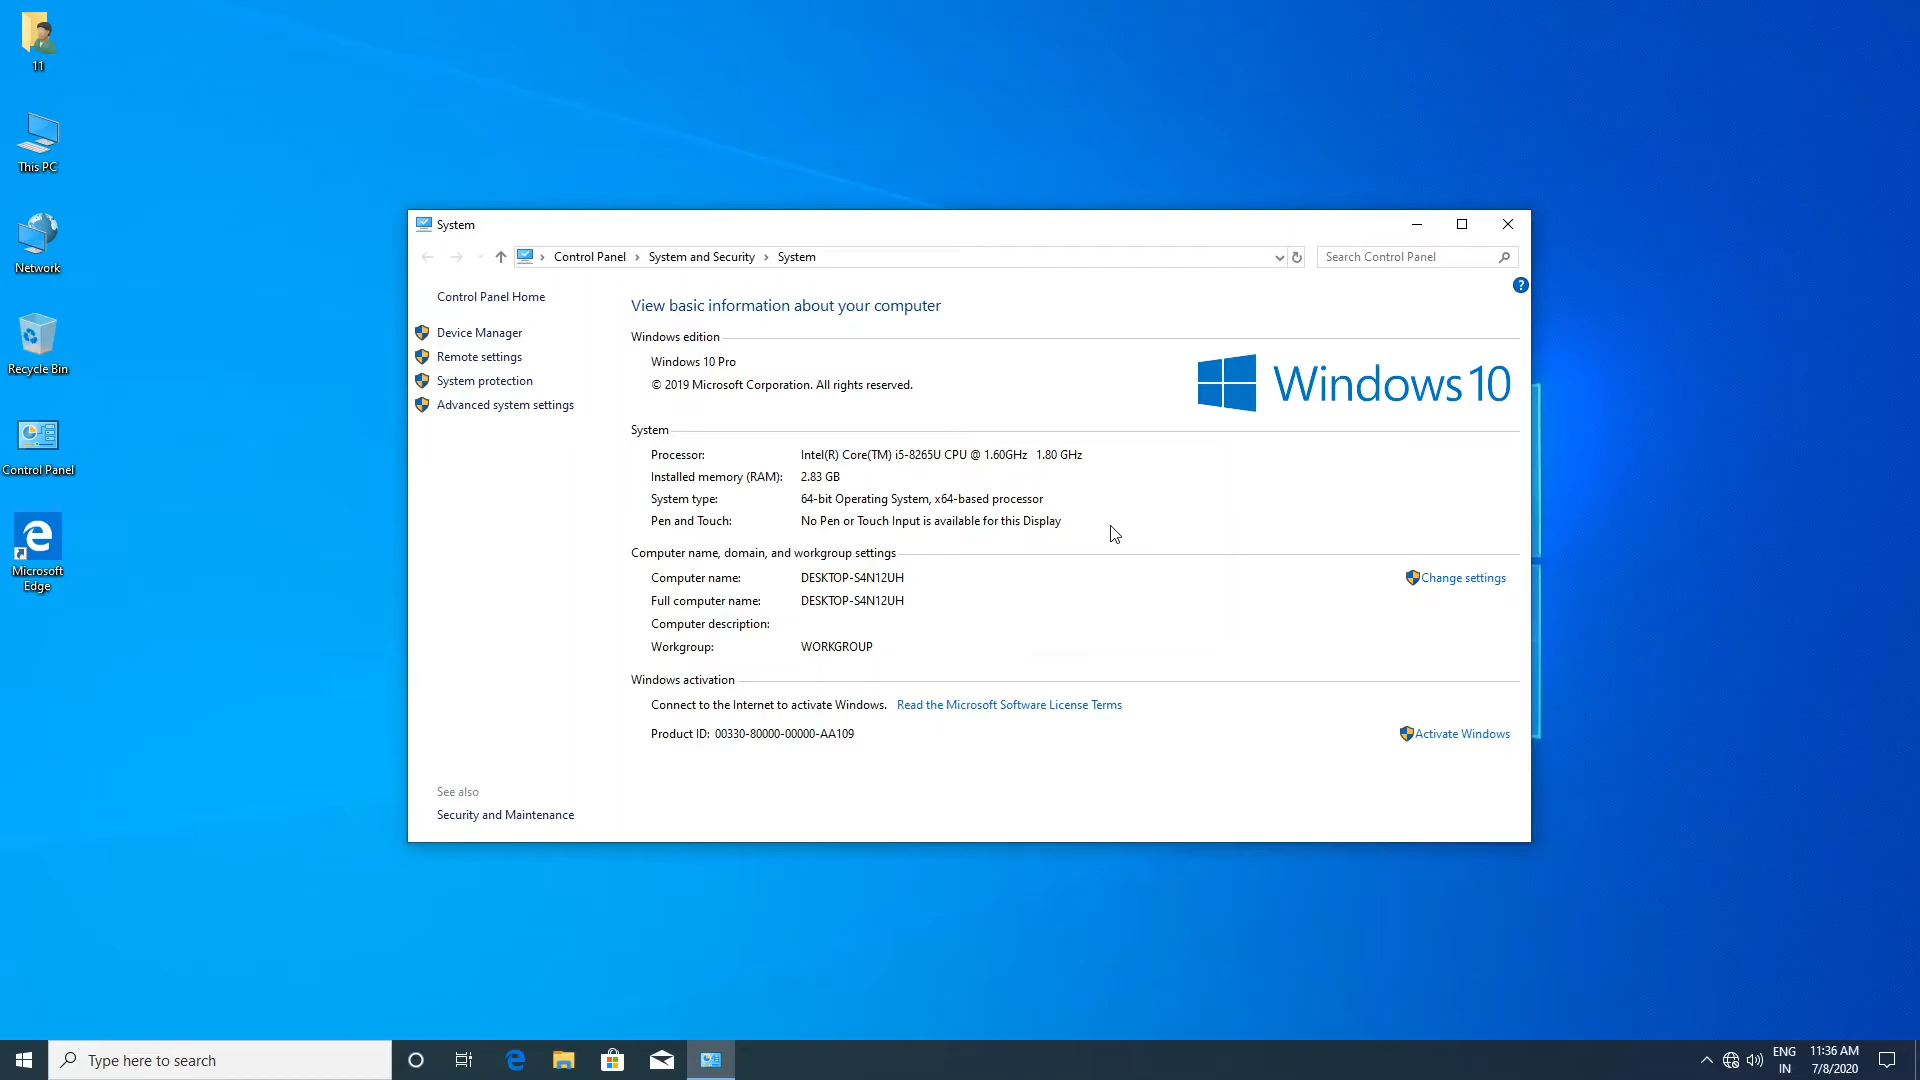 11
This PC
Network
Recycle Bin
Control Panel
Microsoft
Edge
System
Control Panel
System and Security
System
Search Control Panel
?
Control Panel Home
Device Manager
Remote settings
System protection
Advanced system settings
See also
Security and Maintenance
View basic information about your computer
Windows edition
Windows 10 Pro
© 2019 Microsoft Corporation. All rights reserved.
Windows 10
System
Processor: Intel(R) Core(TM) i5-8265U CPU @ 1.60GHz 1.80 GHz
Installed memory (RAM): 2.83 GB
System type: 64-bit Operating System, x64-based processor
Pen and Touch: No Pen or Touch Input is available for this Display
Computer name, domain, and workgroup settings
Computer name: DESKTOP-S4N12UH
Change settings
Full computer name: DESKTOP-S4N12UH
Computer description:
Workgroup: WORKGROUP
Windows activation
Connect to the Internet to activate Windows. Read the Microsoft Software License Terms
Product ID: 00330-80000-00000-AA109
Activate Windows
Type here to search
ENG
IN
11:36 AM
7/8/2020